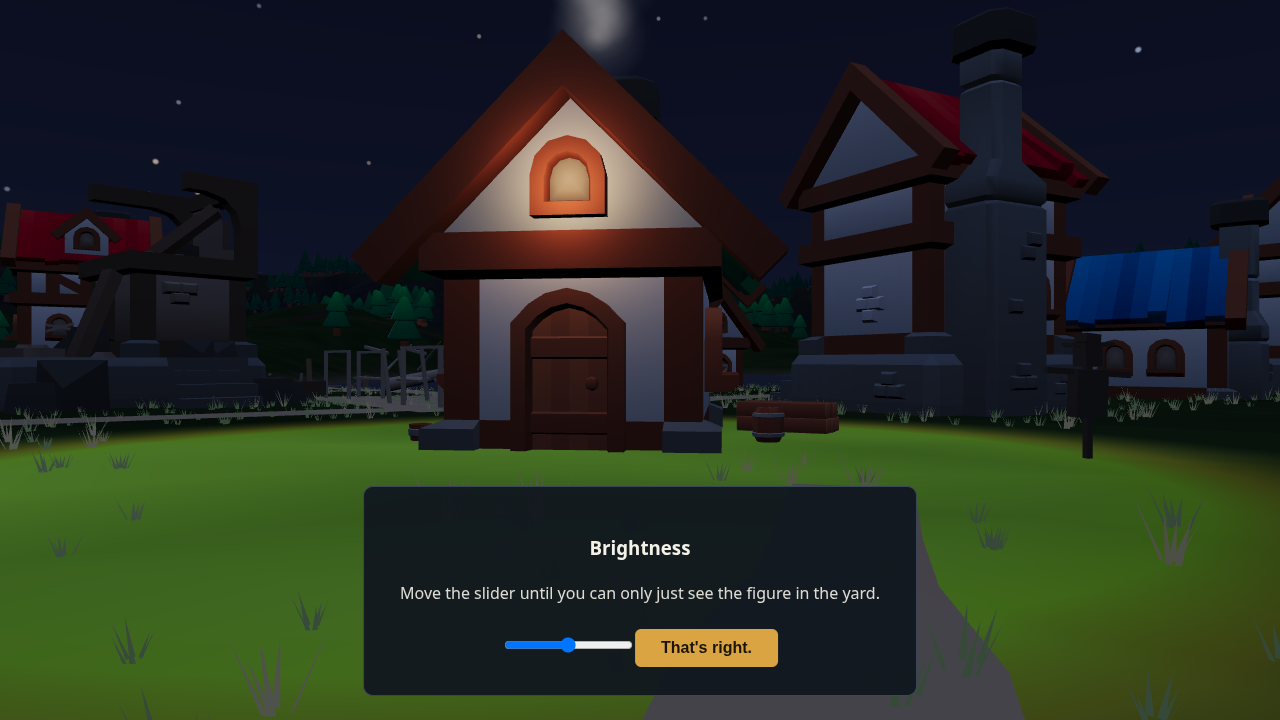 Brightness
Move the slider until you can only just see the figure in the yard.
That's right.